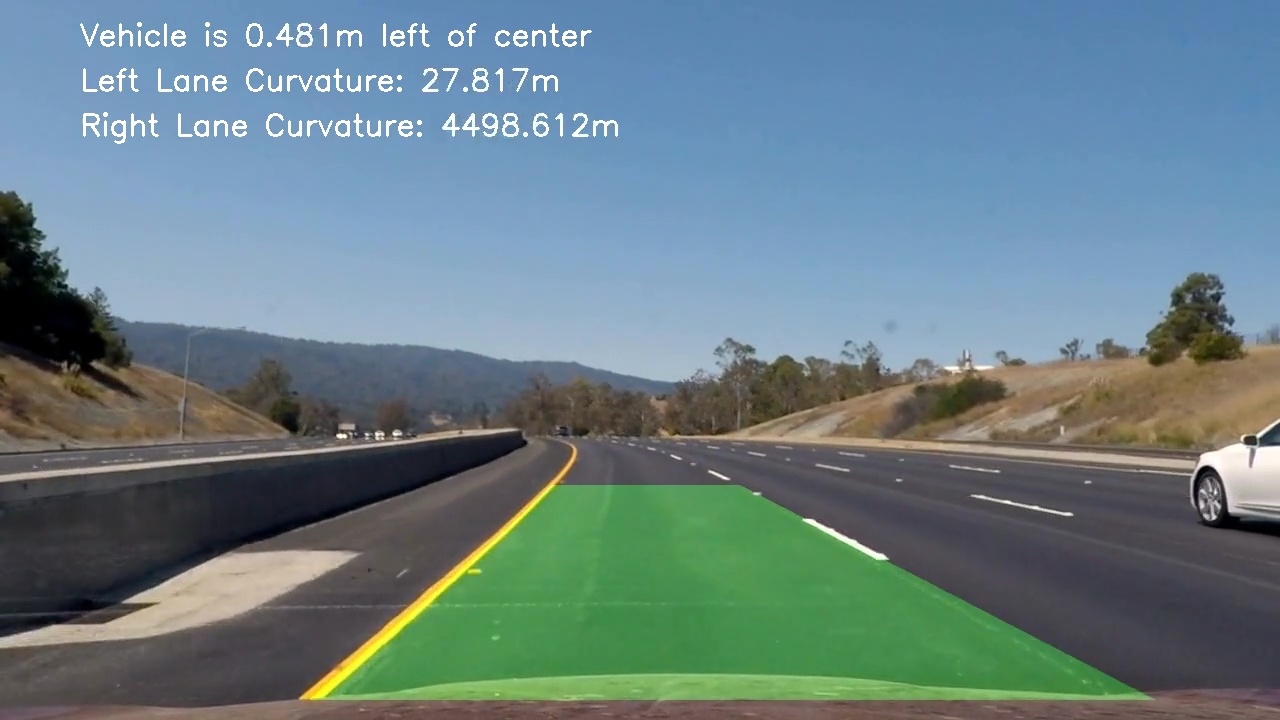 Vehicle is 0.481m left of center
Left Lane Curvature: 27.817m
Right Lane Curvature: 4498.612m